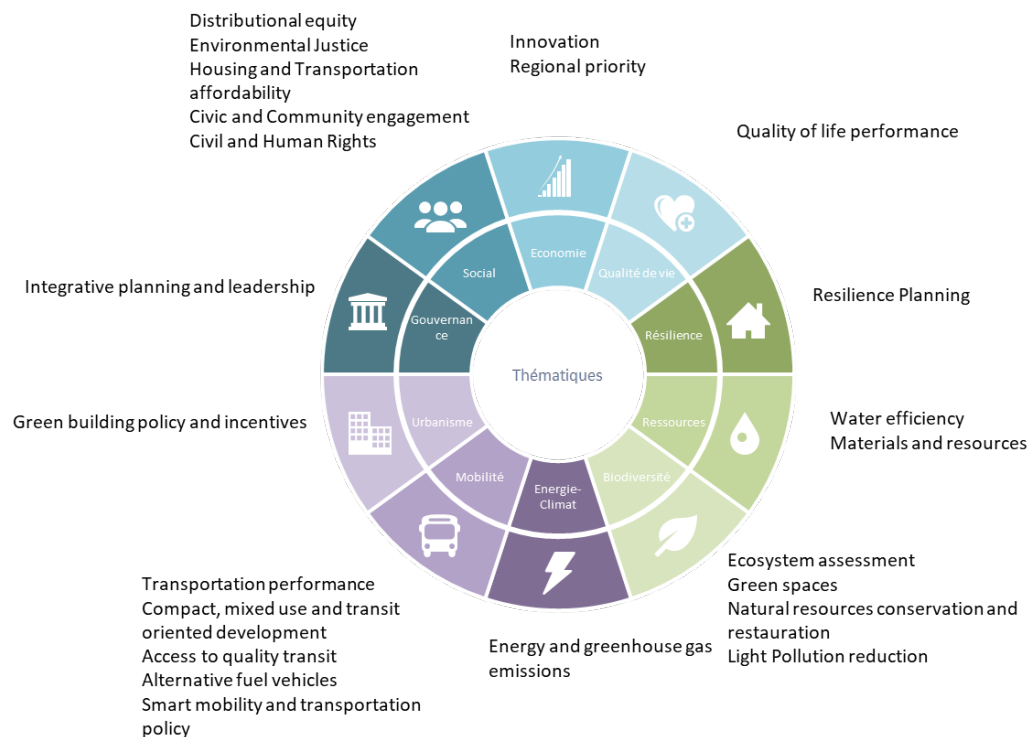 Distributional equity
Environmental Justice
Housing and Transportation
affordability
Civic and Community engagement
Civil and Human Rights
Innovation
Regional priority
Quality of life performance
Economie
Social
Qualité de vie
Integrative planning and leadership
Gouvernan
ce
Résilience
Resilience Planning
Thématiques
Green building policy and incentives
Urbanisme
Ressources
Water efficiency
Materials and resources
Mobilité
Energie-
Climat
Biodiversité
Transportation performance
Compact, mixed use and transit
oriented development
Access to quality transit
Alternative fuel vehicles
Smart mobility and transportation
policy
Energy and greenhouse gas
emissions
Ecosystem assessment
Green spaces
Natural resources conservation and
restauration
Light Pollution reduction